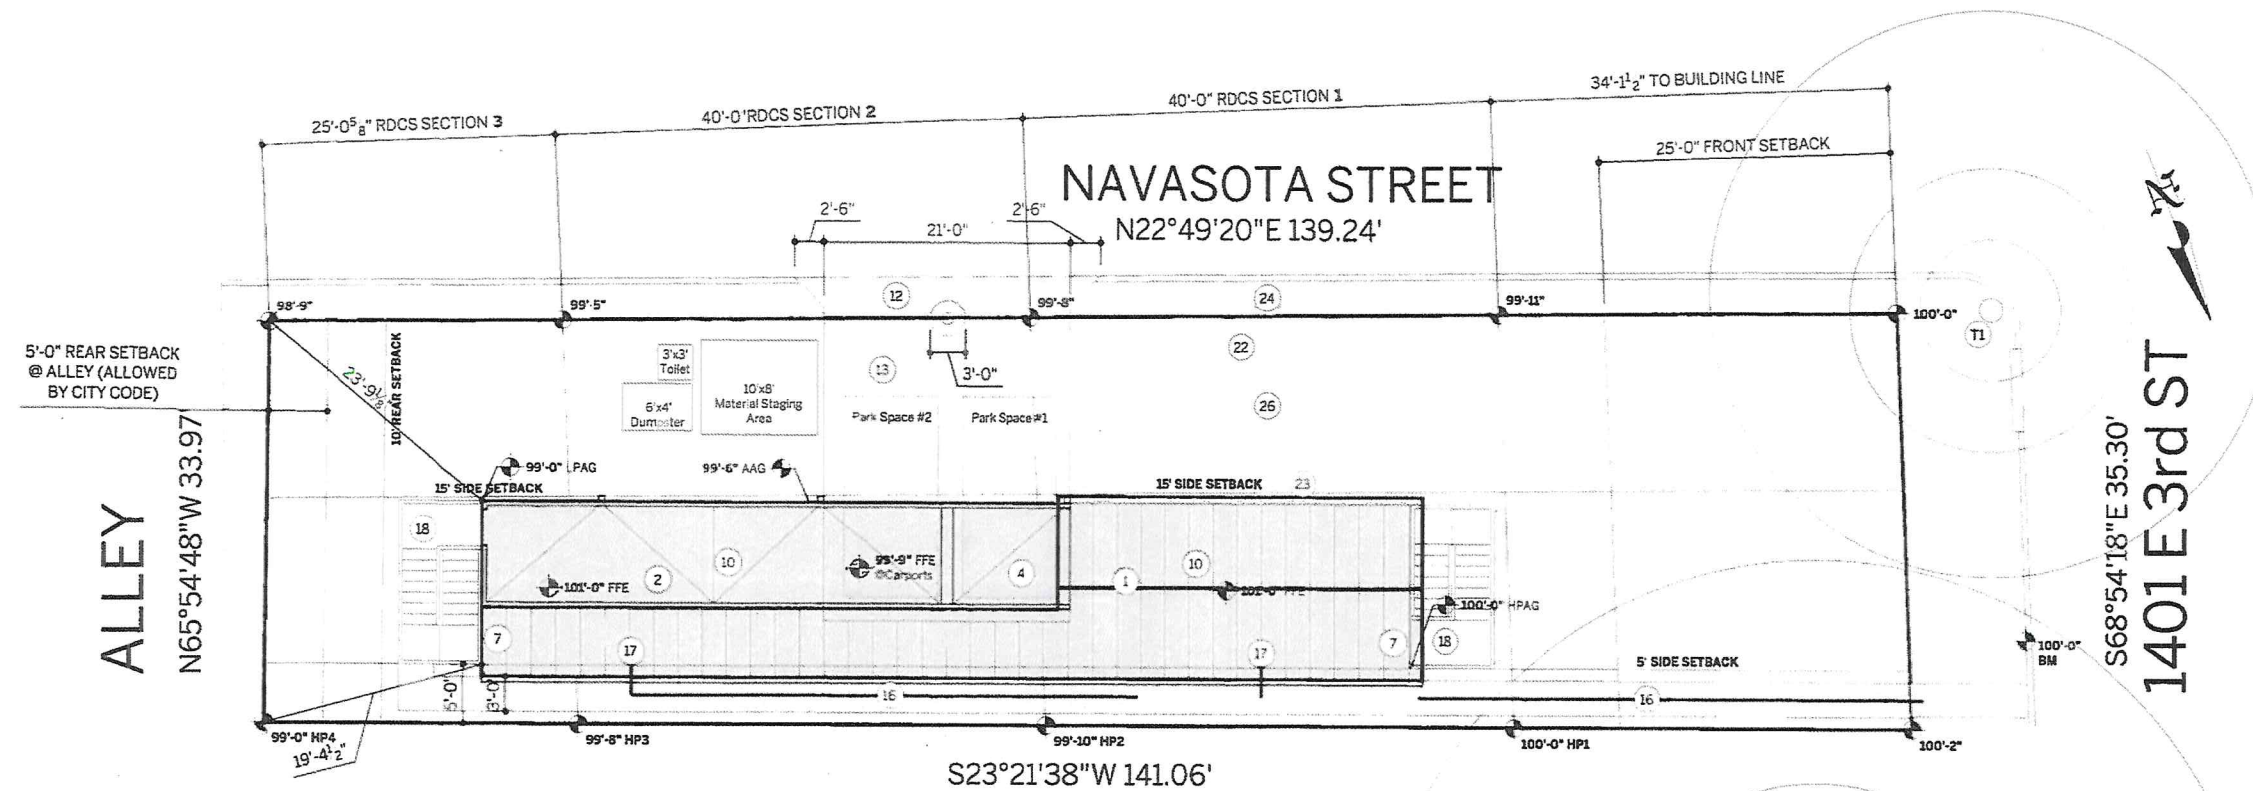 34'-1½" TO BUILDING LINE
40'-0" RDCS SECTION 1
40'-0'RDCS SECTION 2
25'-0⅝" RDCS SECTION 3
25'-0" FRONT SETBACK
NAVASOTA STREET
N22°49'20"E 139.24'
2'-6"
21'-0"
2'-6"
98'-9"
99'-5"
12
99'-8"
24
99'-11"
100'-0"
T1
5'-0" REAR SETBACK
@ ALLEY (ALLOWED
BY CITY CODE)
23'-9⅛"
10' REAR SETBACK
3'x3'
Toilet
6'x4'
Dumpster
10'x8'
Material Staging
Area
13
3'-0"
22
26
Park Space #2
Park Space #1
99'-0" LPAG
99'-6" AAG
15' SIDE SETBACK
15' SIDE SETBACK
23
ALLEY
N65°54'48"W 33.97'
18
10
2
101'-0" FFE
99'-9" FFE
@Carports
4
1
10
FFE
100'-0" HPAG
7
17
17
7
18
5' SIDE SETBACK
100'-0"
BM
S68°54'18"E 35.30'
1401 E 3rd ST
5'-0"
3'-0"
16
16
99'-0" HP4
19'-4½"
99'-8" HP3
99'-10" HP2
100'-0" HP1
100'-2"
S23°21'38"W 141.06'